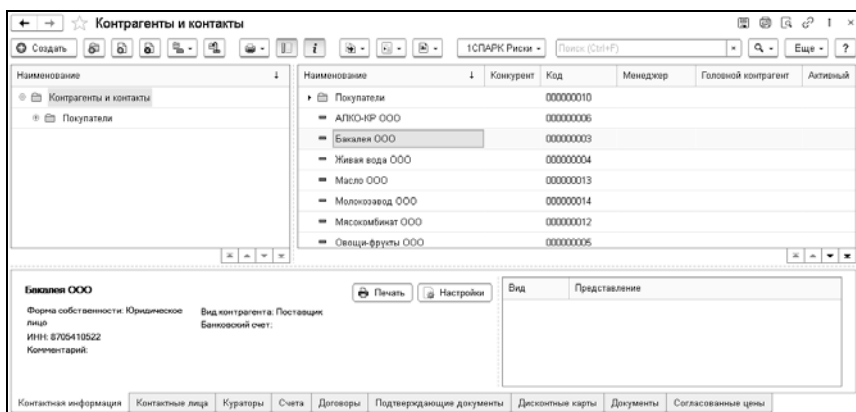 Контрагенты и контакты
Создать 1СПАРК Риски Поиск (Ctrl+F) × Еще ?
Наименование ↓
Контрагенты и контакты
Покупатели
Наименование ↓ Конкурент Код Менеджер Головной контрагент Активный
Покупатели 000000010
АЛКО-КР ООО 000000006
Бакалея ООО 000000003
Живая вода ООО 000000004
Масло ООО 000000013
Молокозавод ООО 000000014
Мясокомбинат ООО 000000012
Овощи-фрукты ООО 000000005
Бакалея ООО
Печать Настройки
Форма собственности: Юридическое
лицо
ИНН: 8705410522
Комментарий:
Вид контрагента: Поставщик
Банковский счет:
Вид Представление
Контактная информация Контактные лица Кураторы Счета Договоры Подтверждающие документы Дисконтные карты Документы Согласованные цены